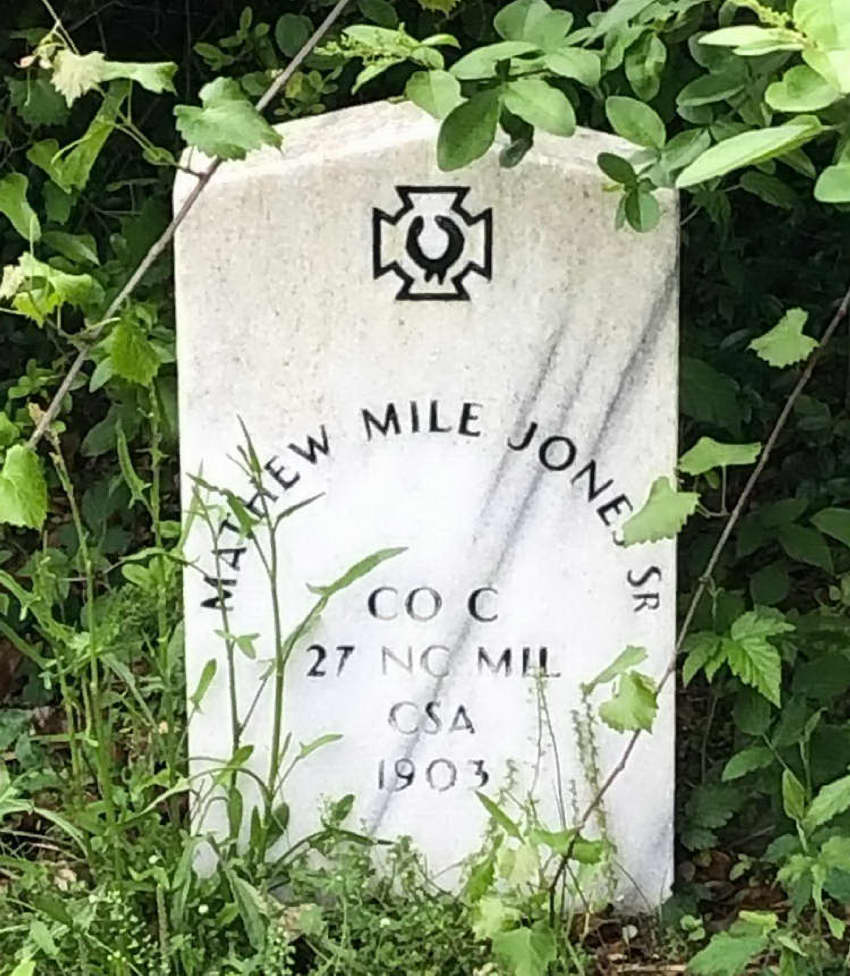 MATHEW MILE JONES SR
CO C
27 NC MIL
CSA
1903